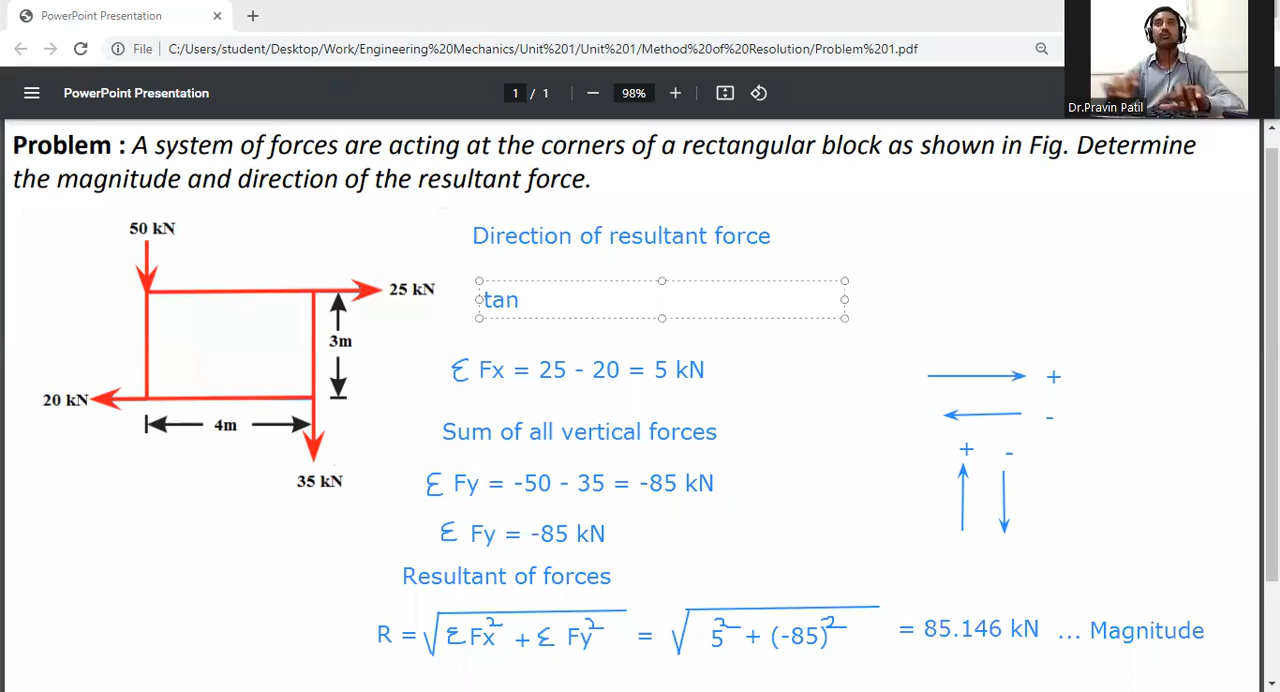 PowerPoint Presentation
File C:/Users/student/Desktop/Work/Engineering%20Mechanics/Unit%201/Unit%201/Method%20of%20Resolution/Problem%201.pdf
PowerPoint Presentation
1 / 1
98%
Dr.Pravin Patil
Problem : A system of forces are acting at the corners of a rectangular block as shown in Fig. Determine
the magnitude and direction of the resultant force.
50 kN
25 kN
3m
20 kN
4m
35 kN
Direction of resultant force
tan
Σ Fx = 25 - 20 = 5 kN
Sum of all vertical forces
Σ Fy = -50 - 35 = -85 kN
Σ Fy = -85 kN
Resultant of forces
R = √ΣFx² + Σ Fy² = √5² + (-85)² = 85.146 kN ... Magnitude
+
-
+ -